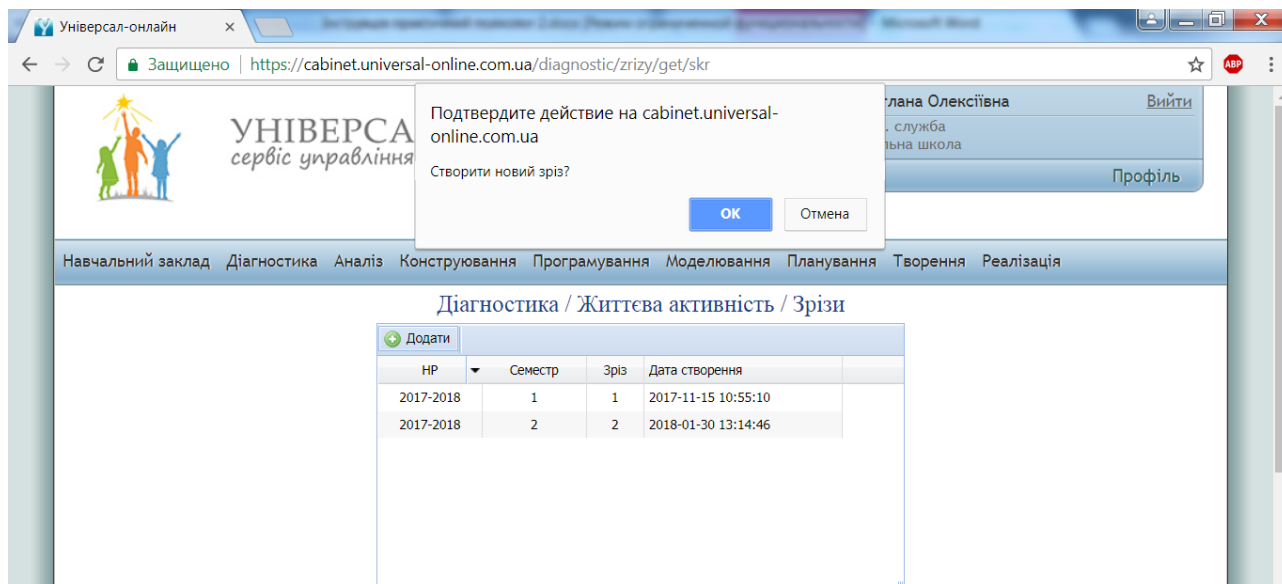 Універсал-онлайн
Защищено | https://cabinet.universal-online.com.ua/diagnostic/zrizy/get/skr
ABP
Подтвердите действие на cabinet.universal-
online.com.ua
Створити новий зріз?
ОК Отмена
УНІВЕРСА
сервіс управління
лана Олексіївна Вийти
. служба
льна школа
Профіль
Навчальний заклад Діагностика Аналіз Конструювання Програмування Моделювання Планування Творення Реалізація
Діагностика / Життєва активність / Зрізи
Додати
НР Семестр Зріз Дата створення
2017-2018 1 1 2017-11-15 10:55:10
2017-2018 2 2 2018-01-30 13:14:46